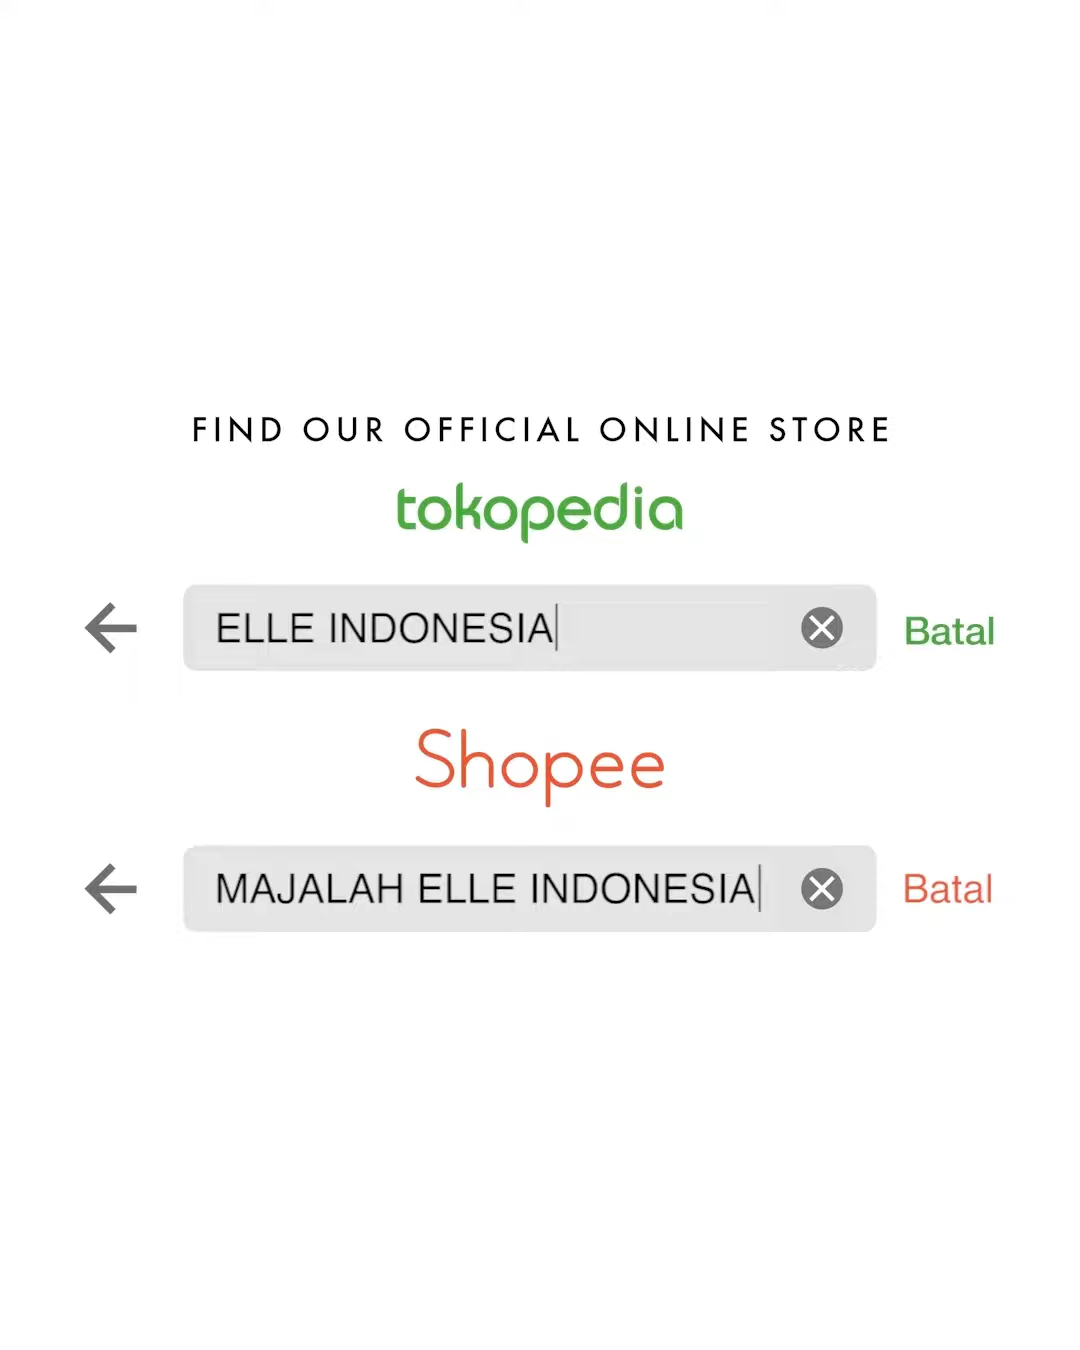 FIND OUR OFFICIAL ONLINE STORE
tokopedia
ELLE INDONESIA
Batal
Shopee
MAJALAH ELLE INDONESIA
Batal